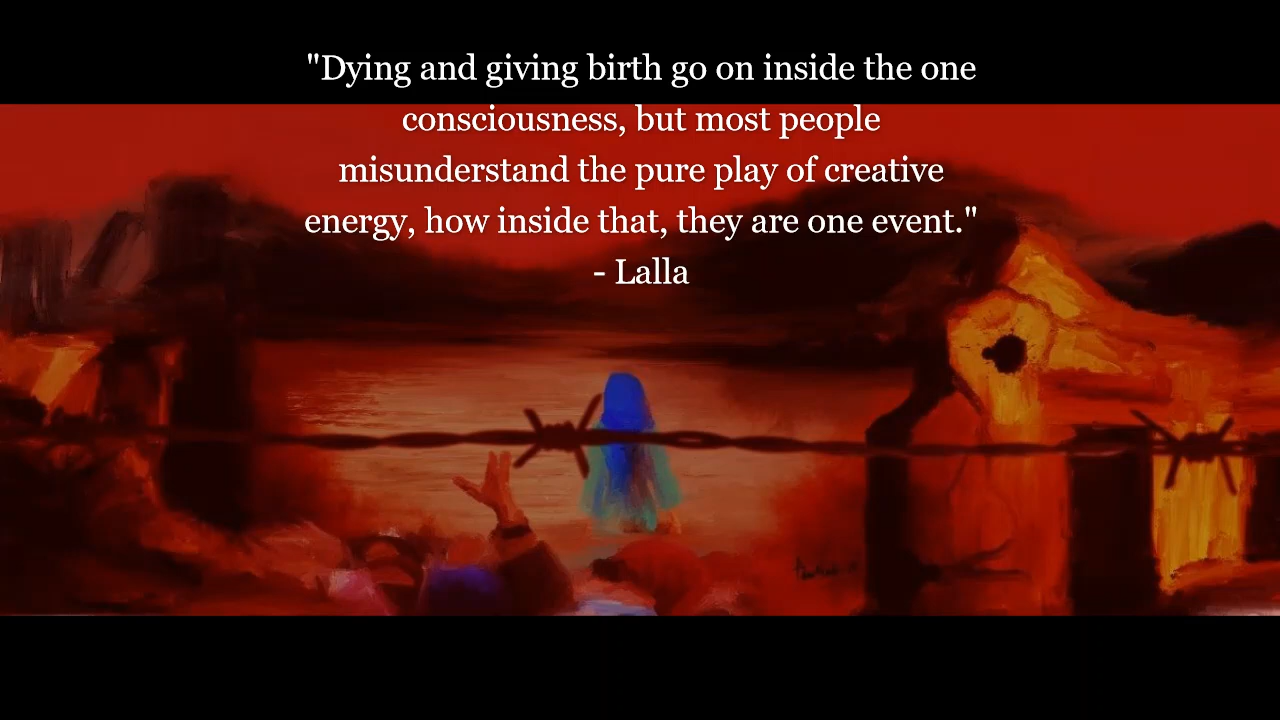 "Dying and giving birth go on inside the one
consciousness, but most people
misunderstand the pure play of creative
energy, how inside that, they are one event."
- Lalla